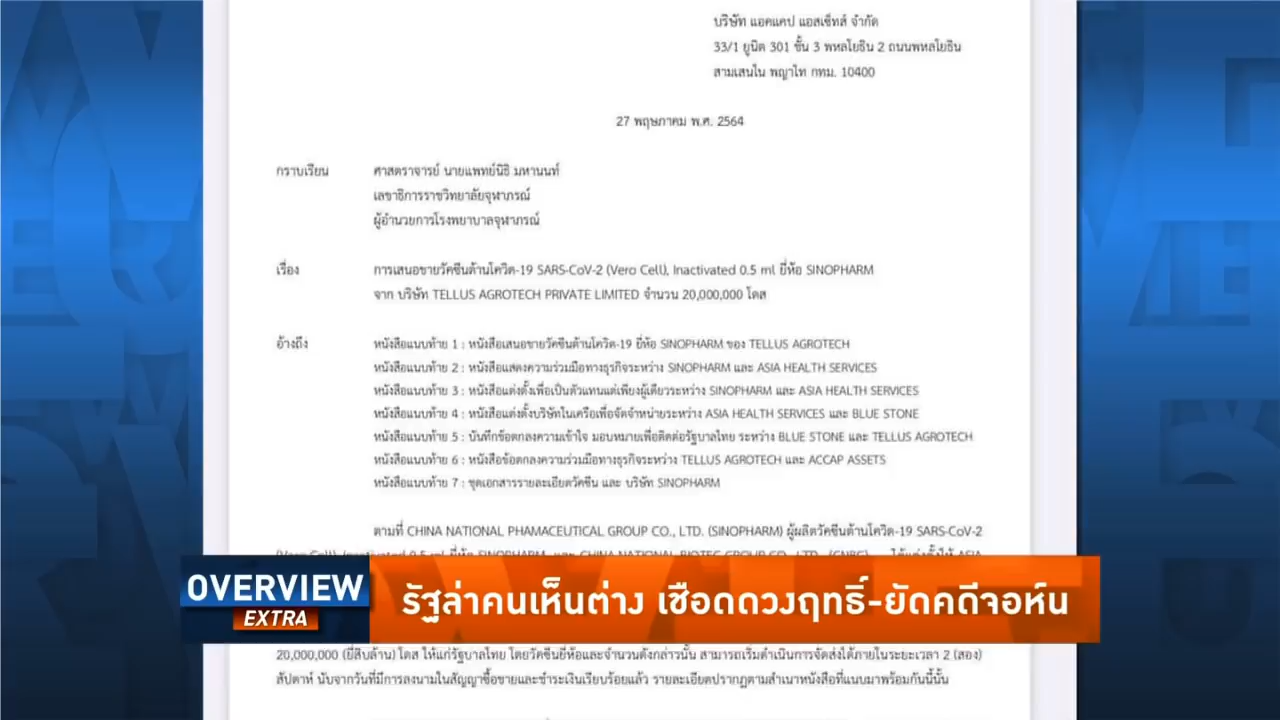 บริษัท แอคแคป แอสเซ็ทส์ จำกัด
33/1 ยูนิต 301 ชั้น 3 พหลโยธิน 2 ถนนพหลโยธิน
สามเสนใน พญาไท กทม. 10400
27 พฤษภาคม พ.ศ. 2564
กราบเรียน ศาสตราจารย์ นายแพทย์นิธิ มหานนท์
เลขาธิการราชวิทยาลัยจุฬาภรณ์
ผู้อำนวยการโรงพยาบาลจุฬาภรณ์
เรื่อง การเสนอขายวัคซีนต้านโควิด-19 SARS-CoV-2 (Vero Cell), Inactivated 0.5 ml ยี่ห้อ SINOPHARM
จาก บริษัท TELLUS AGROTECH PRIVATE LIMITED จำนวน 20,000,000 โดส
อ้างถึง หนังสือแนบท้าย 1 : หนังสือเสนอขายวัคซีนต้านโควิด-19 ยี่ห้อ SINOPHARM ของ TELLUS AGROTECH
หนังสือแนบท้าย 2 : หนังสือแสดงความร่วมมือทางธุรกิจระหว่าง SINOPHARM และ ASIA HEALTH SERVICES
หนังสือแนบท้าย 3 : หนังสือแต่งตั้งเพื่อเป็นตัวแทนแต่เพียงผู้เดียวระหว่าง SINOPHARM และ ASIA HEALTH SERVICES
หนังสือแนบท้าย 4 : หนังสือแต่งตั้งบริษัทในเครือเพื่อจัดจำหน่ายระหว่าง ASIA HEALTH SERVICES และ BLUE STONE
หนังสือแนบท้าย 5 : บันทึกข้อตกลงความเข้าใจ มอบหมายเพื่อติดต่อรัฐบาลไทย ระหว่าง BLUE STONE และ TELLUS AGROTECH
หนังสือแนบท้าย 6 : หนังสือข้อตกลงความร่วมมือทางธุรกิจระหว่าง TELLUS AGROTECH และ ACCAP ASSETS
หนังสือแนบท้าย 7 : ชุดเอกสารรายละเอียดวัคซีน และ บริษัท SINOPHARM
ตามที่ CHINA NATIONAL PHAMACEUTICAL GROUP CO., LTD. (SINOPHARM) ผู้ผลิตวัคซีนต้านโควิด-19 SARS-CoV-2
OVERVIEW
EXTRA
รัฐล่าคนเห็นต่าง เชือดดวงฤทธิ์-ยัดคดีจอห์น
20,000,000 (ยี่สิบล้าน) โดส ให้แก่รัฐบาลไทย โดยวัคซีนยี่ห้อและจำนวนดังกล่าวนั้น สามารถเริ่มดำเนินการจัดส่งได้ภายในระยะเวลา 2 (สอง)
สัปดาห์ นับจากวันที่มีการลงนามในสัญญาซื้อขายและชำระเงินเรียบร้อยแล้ว รายละเอียดปรากฏตามสำเนาหนังสือที่แนบมาพร้อมกันนี้นั้น